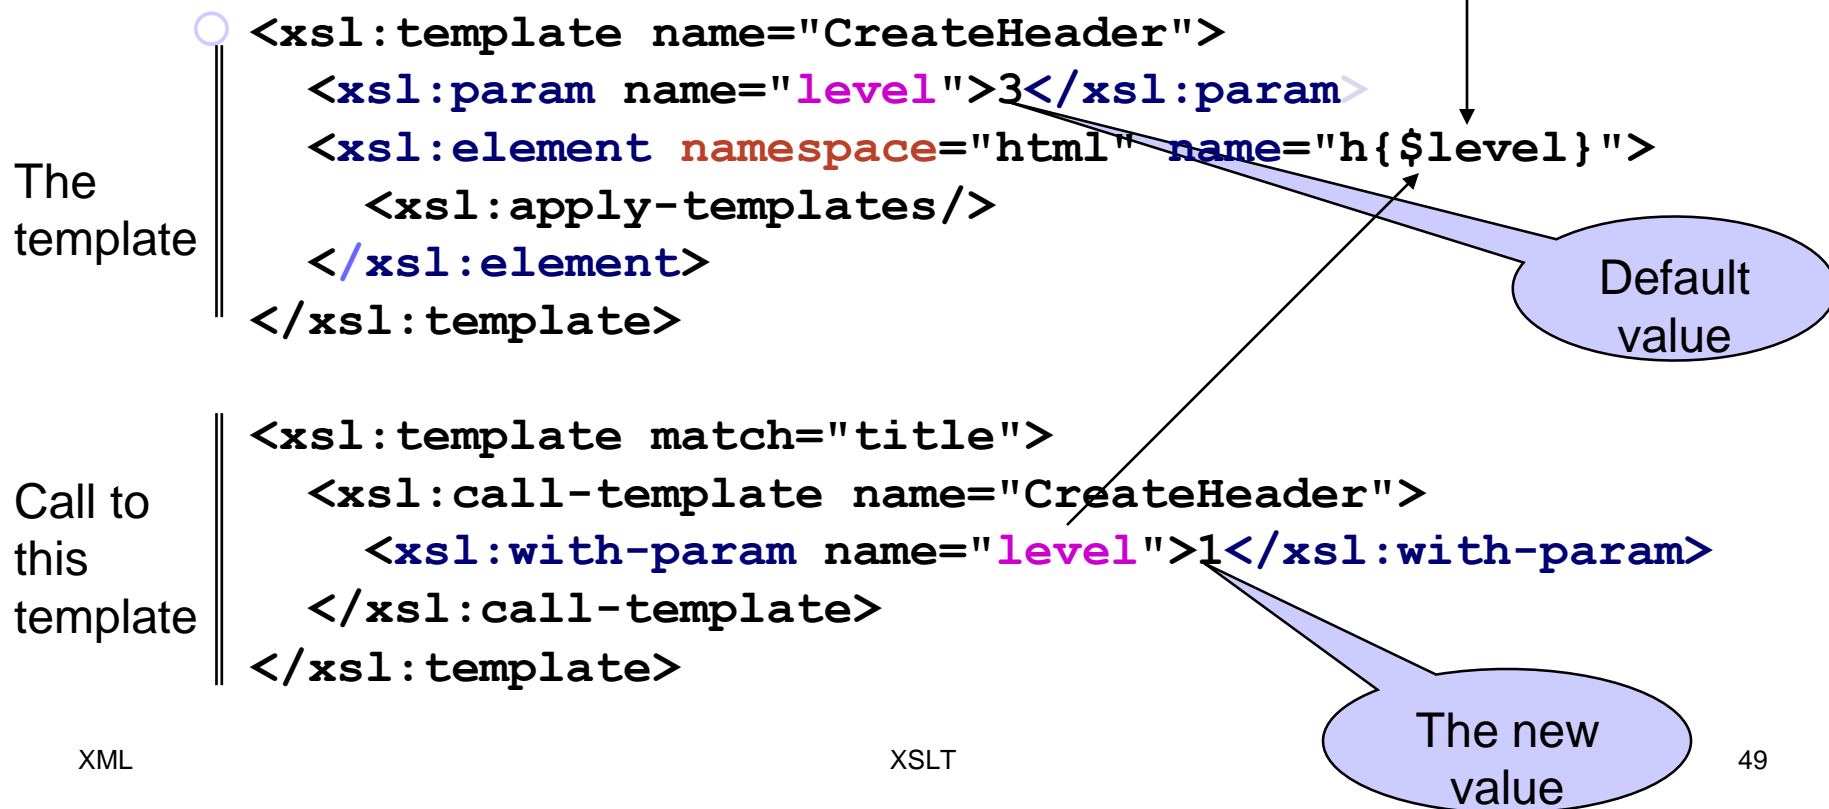 <xsl:template name="CreateHeader">
<xsl:param name="level">3</xsl:param>
<xsl:element namespace="html" name="h{$level}">
<xsl:apply-templates/>
</xsl:element>
</xsl:template>
The
template
Default
value
<xsl:template match="title">
<xsl:call-template name="CreateHeader">
<xsl:with-param name="level">1</xsl:with-param>
</xsl:call-template>
</xsl:template>
Call to
this
template
The new
value
XML
XSLT
49